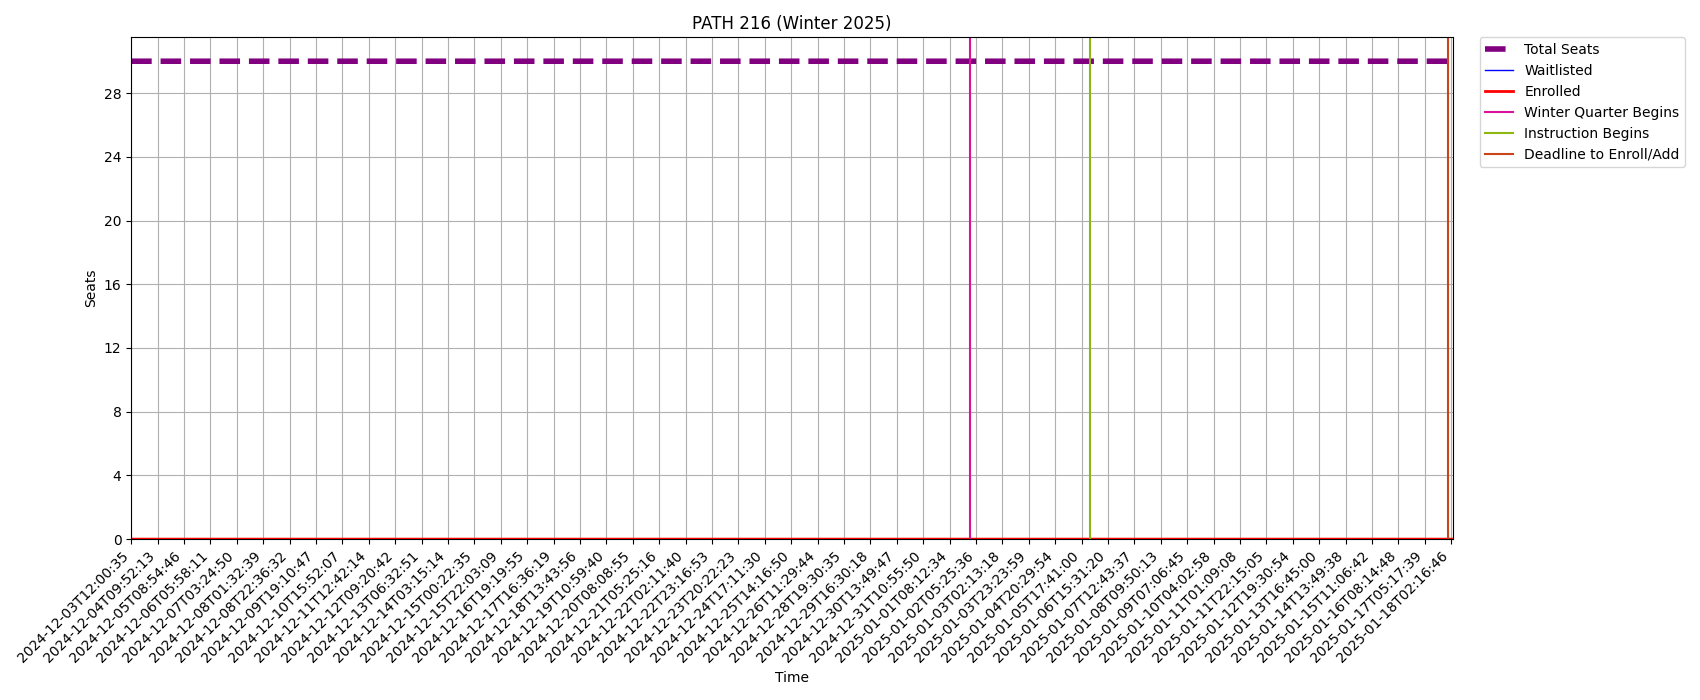 PATH 216 (Winter 2025)
Total Seats
Waitlisted
Enrolled
Winter Quarter Begins
Instruction Begins
Deadline to Enroll/Add
Seats
28
24
20
16
12
8
4
0
2024-12-03T12:00:35
2024-12-04T09:52:13
2024-12-05T08:54:46
2024-12-06T05:58:11
2024-12-07T03:24:50
2024-12-08T01:32:39
2024-12-08T22:36:32
2024-12-09T19:10:47
2024-12-10T15:52:07
2024-12-11T12:42:14
2024-12-12T09:20:42
2024-12-13T06:32:51
2024-12-14T03:15:14
2024-12-15T00:22:35
2024-12-15T22:03:09
2024-12-16T19:19:55
2024-12-17T16:36:19
2024-12-18T13:43:56
2024-12-19T10:59:40
2024-12-20T08:08:55
2024-12-21T05:25:16
2024-12-22T02:11:40
2024-12-22T23:16:53
2024-12-23T20:22:23
2024-12-24T17:11:30
2024-12-25T14:16:50
2024-12-26T11:29:44
2024-12-28T19:30:35
2024-12-29T16:30:18
2024-12-30T13:49:47
2024-12-31T10:55:50
2025-01-01T08:12:34
2025-01-02T05:25:36
2025-01-03T02:13:18
2025-01-03T23:23:59
2025-01-04T20:29:54
2025-01-05T17:41:00
2025-01-06T15:31:20
2025-01-07T12:43:37
2025-01-08T09:50:13
2025-01-09T07:06:45
2025-01-10T04:02:58
2025-01-11T01:09:08
2025-01-11T22:15:05
2025-01-12T19:30:54
2025-01-13T16:45:00
2025-01-14T13:49:38
2025-01-15T11:06:42
2025-01-16T08:14:48
2025-01-17T05:17:39
2025-01-18T02:16:46
Time